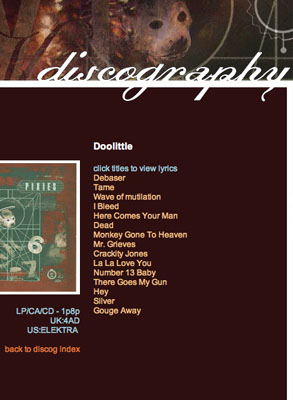 discography
Doolittle
click titles to view lyrics
Debaser
Tame
Wave of mutilation
I Bleed
Here Comes Your Man
Dead
Monkey Gone To Heaven
Mr. Grieves
Crackity Jones
La La Love You
Number 13 Baby
There Goes My Gun
Hey
Silver
Gouge Away
PIXIES
6
LP/CA/CD - 1p8p
UK:4AD
US:ELEKTRA
back to discog index